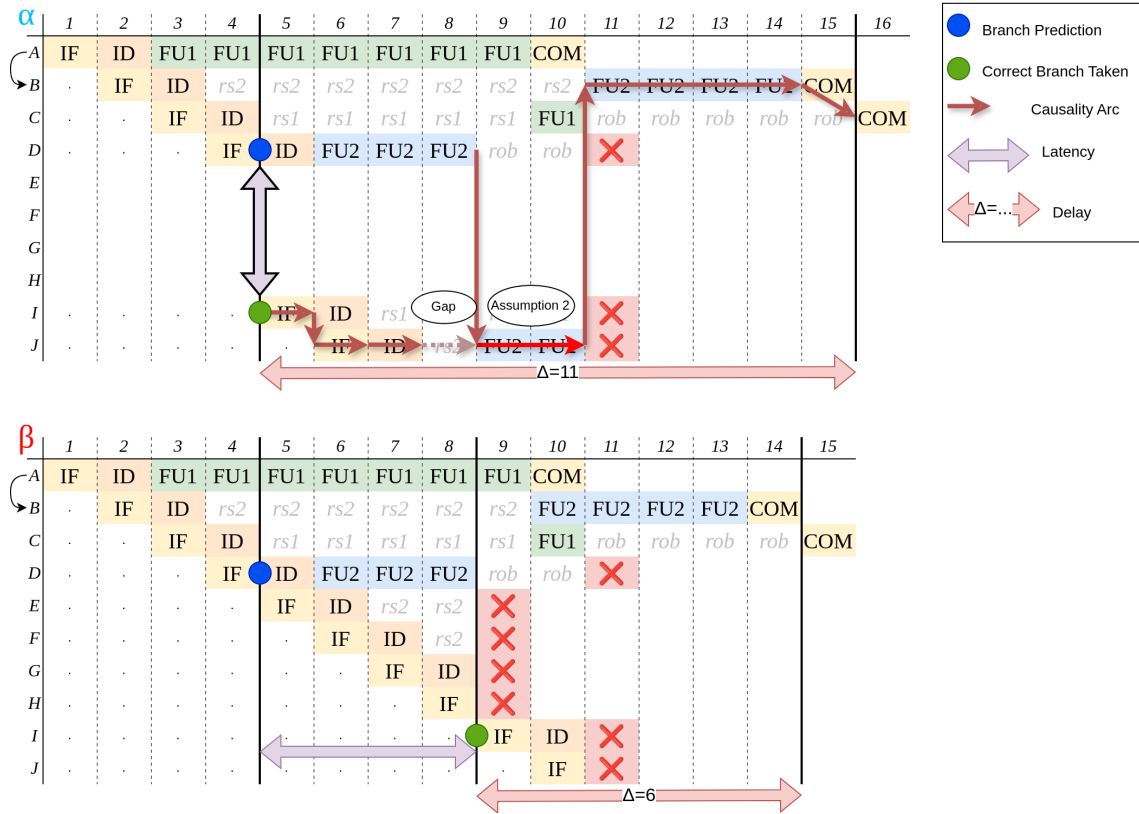 α 1 2 3 4 5 6 7 8 9 10 11 12 13 14 15 16
A IF ID FU1 FU1 FU1 FU1 FU1 FU1 FU1 COM
B . IF ID rs2 rs2 rs2 rs2 rs2 rs2 rs2 FU2 FU2 FU2 FU2 COM
C . . IF ID rs1 rs1 rs1 rs1 rs1 FU1 rob rob rob rob rob COM
D . . . IF ID FU2 FU2 FU2 rob rob
E
F
G
H
Gap Assumption 2
I IF ID rs1
J . IF ID rs2 FU2 FU2
Δ=11
Branch Prediction
Correct Branch Taken
Causality Arc
Latency
Δ=... Delay
β 1 2 3 4 5 6 7 8 9 10 11 12 13 14 15
A IF ID FU1 FU1 FU1 FU1 FU1 FU1 FU1 COM
B . IF ID rs2 rs2 rs2 rs2 rs2 rs2 FU2 FU2 FU2 FU2 COM
C . . IF ID rs1 rs1 rs1 rs1 rs1 FU1 rob rob rob rob COM
D . . . IF ID FU2 FU2 FU2 rob rob
E . . . . IF ID rs2 rs2
F . . . . . IF ID rs2
G . . . . . . IF ID
H . . . . . . . IF
I . . . . . . . . IF ID
J . . . . . . . . . IF
Δ=6